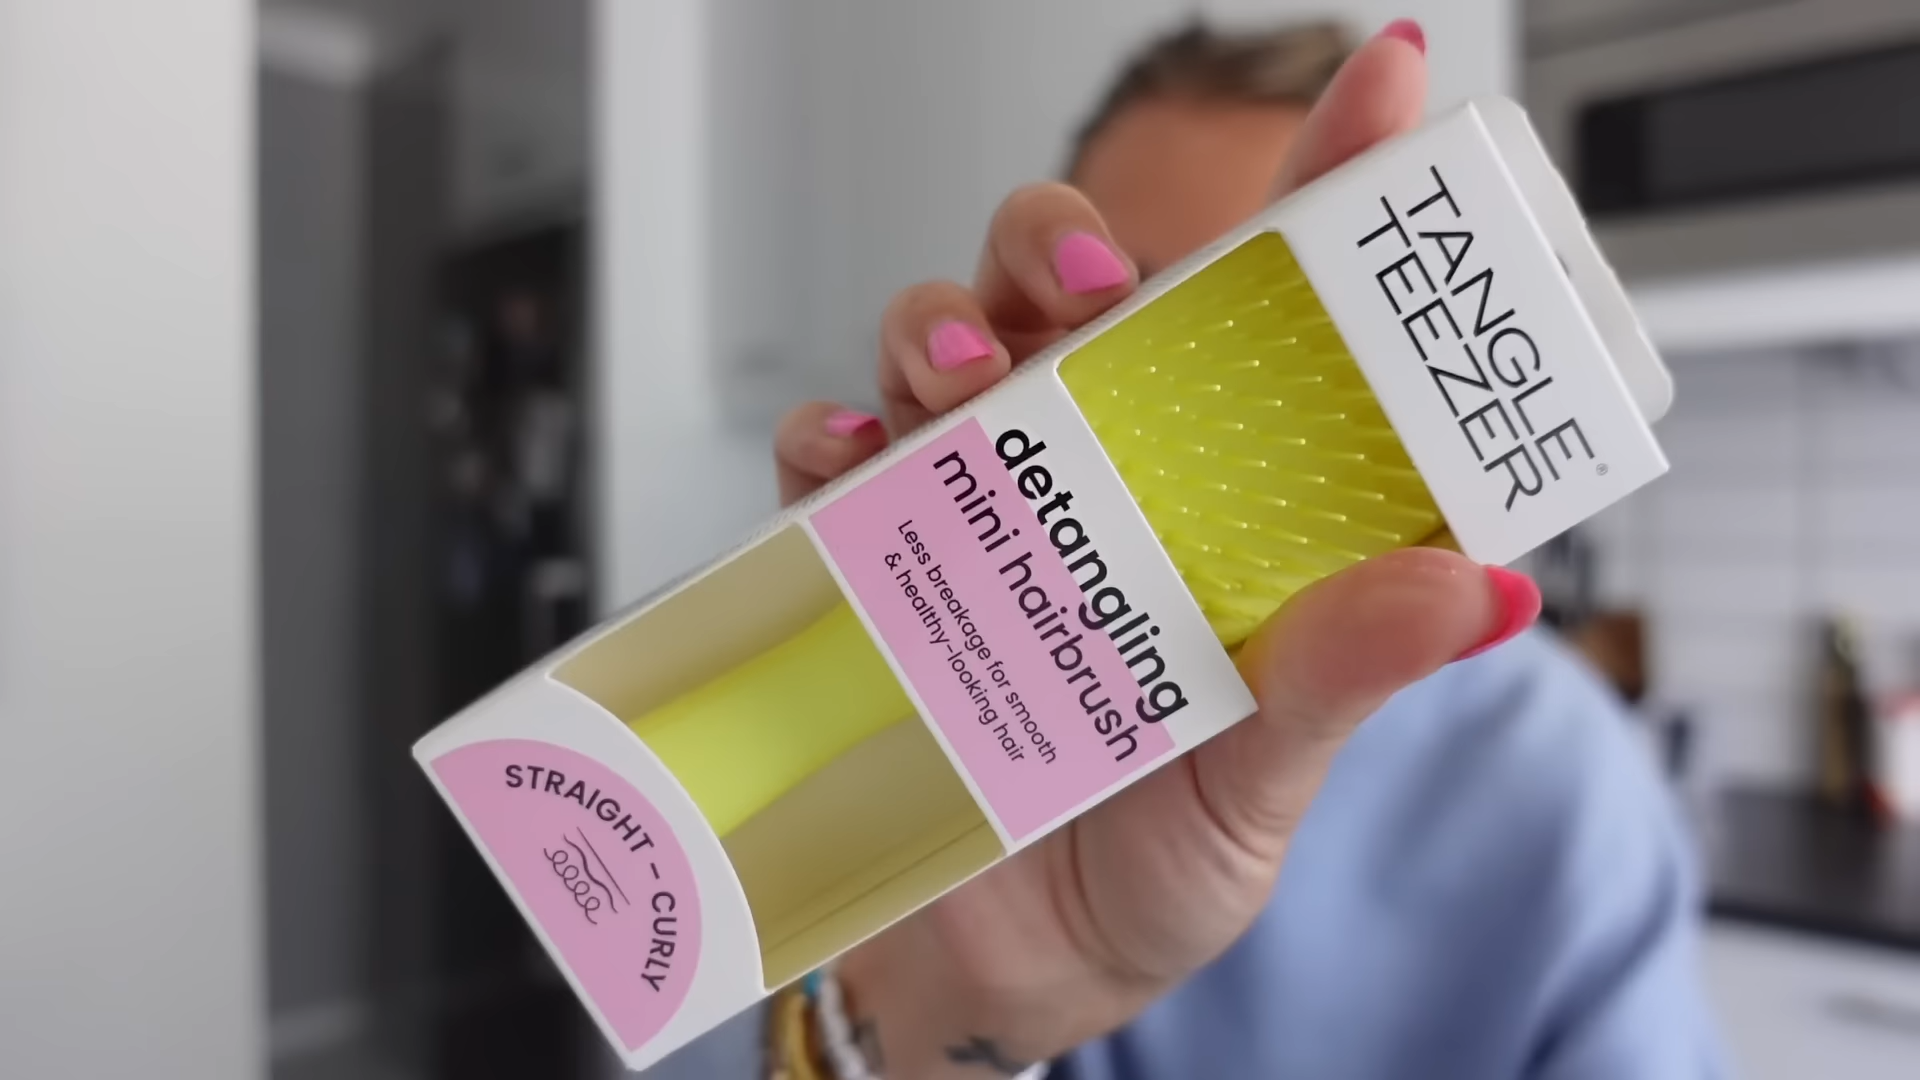 TANGLE
TEEZER®
detangling
mini hairbrush
Less breakage for smooth
& healthy-looking hair
STRAIGHT - CURLY